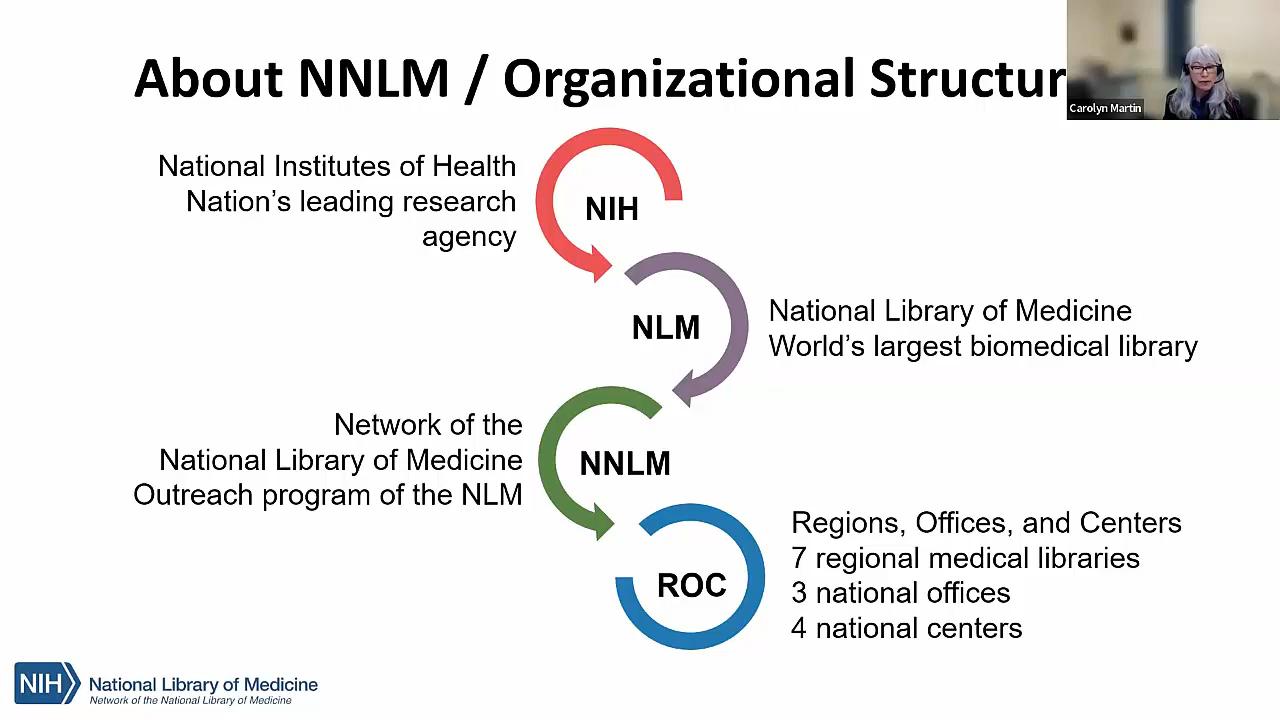 About NNLM / Organizational Structur
Carolyn Martin
National Institutes of Health
Nation's leading research
agency
NIH
NLM
National Library of Medicine
World's largest biomedical library
Network of the
National Library of Medicine
Outreach program of the NLM
NNLM
ROC
Regions, Offices, and Centers
7 regional medical libraries
3 national offices
4 national centers
NIH
National Library of Medicine
Network of the National Library of Medicine